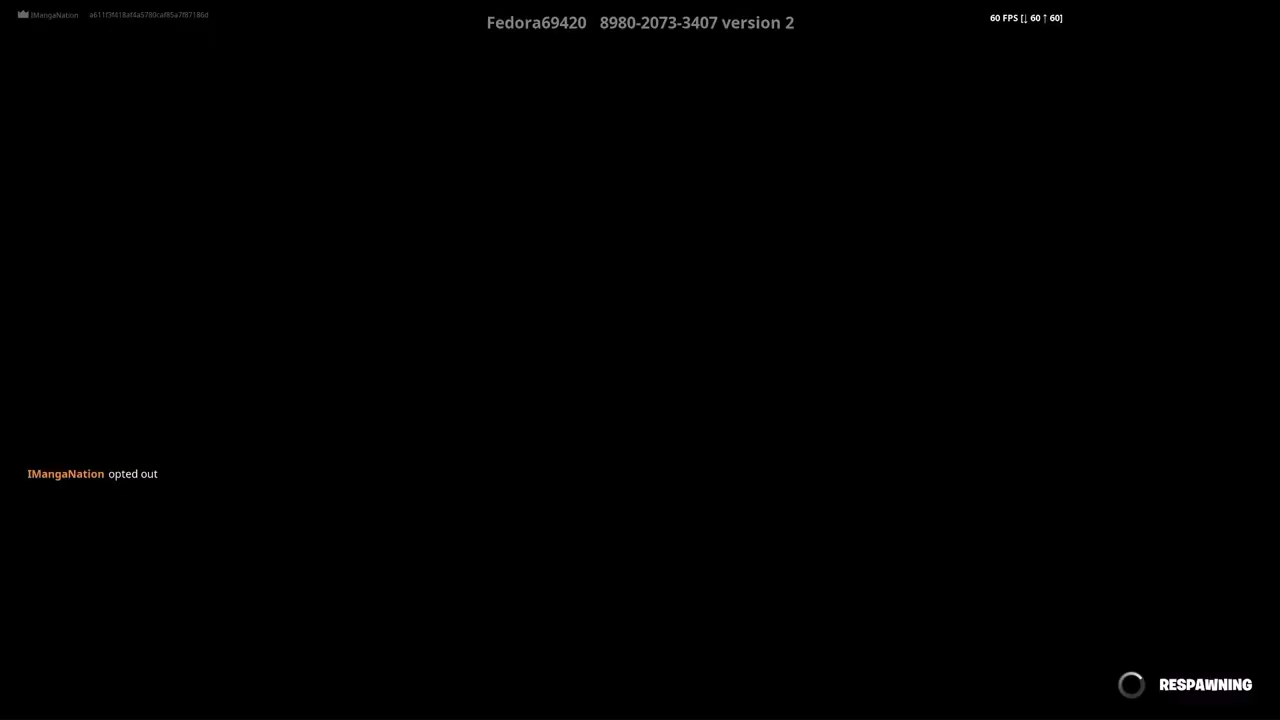 IMangaNation
Fedora69420 8980-2073-3407 version 2
60 FPS [↓ 60 ↑ 60]
IMangaNation opted out
RESPAWNING